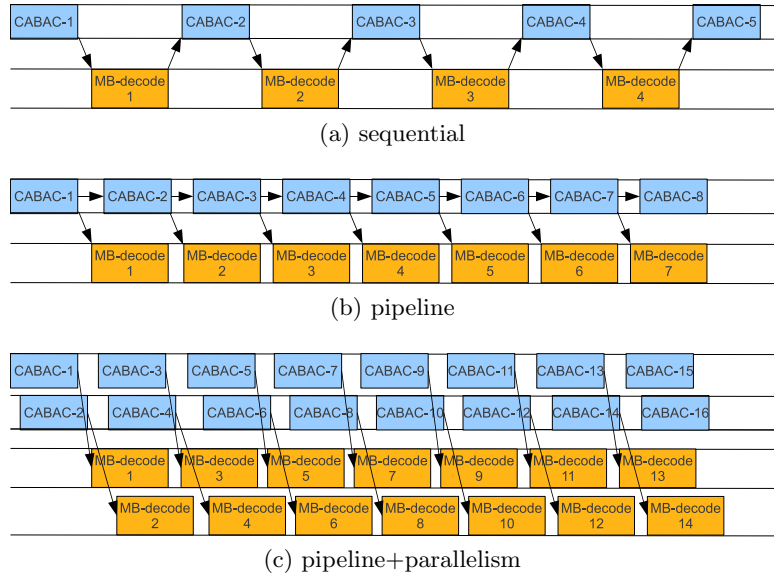 CABAC-1 CABAC-2 CABAC-3 CABAC-4 CABAC-5
MB-decode MB-decode MB-decode MB-decode
1 2 3 4
(a) sequential
CABAC-1 CABAC-2 CABAC-3 CABAC-4 CABAC-5 CABAC-6 CABAC-7 CABAC-8
MB-decode MB-decode MB-decode MB-decode MB-decode MB-decode MB-decode
1 2 3 4 5 6 7
(b) pipeline
CABAC-1 CABAC-3 CABAC-5 CABAC-7 CABAC-9 CABAC-11 CABAC-13 CABAC-15
CABAC-2 CABAC-4 CABAC-6 CABAC-8 CABAC-10 CABAC-12 CABAC-14 CABAC-16
MB-decode MB-decode MB-decode MB-decode MB-decode MB-decode MB-decode
1 3 5 7 9 11 13
MB-decode MB-decode MB-decode MB-decode MB-decode MB-decode MB-decode
2 4 6 8 10 12 14
(c) pipeline+parallelism